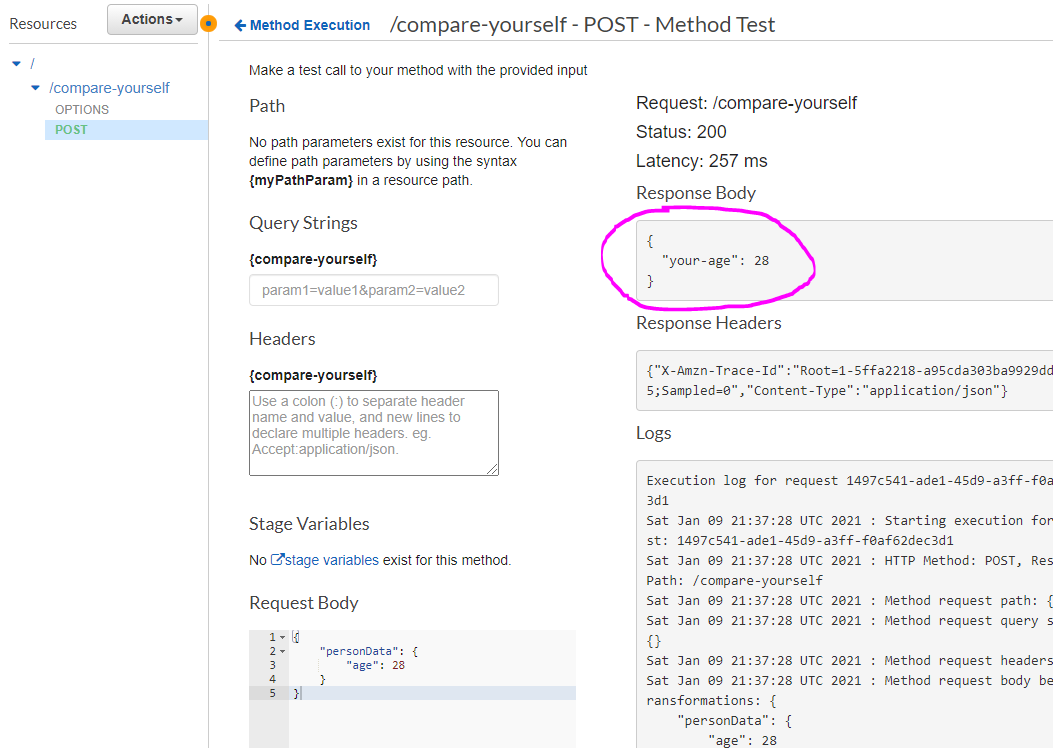 Resources
Actions
Method Execution /compare-yourself - POST - Method Test
/
/compare-yourself
OPTIONS
POST
Make a test call to your method with the provided input
Path
No path parameters exist for this resource. You can
define path parameters by using the syntax
{myPathParam} in a resource path.
Query Strings
{compare-yourself}
param1=value1&param2=value2
Headers
{compare-yourself}
Use a colon (:) to separate header
name and value, and new lines to
declare multiple headers. eg.
Accept:application/json.
Stage Variables
No stage variables exist for this method.
Request Body
1 {
2 "personData": {
3 "age": 28
4 }
5 }
Request: /compare-yourself
Status: 200
Latency: 257 ms
Response Body
{
"your-age": 28
}
Response Headers
{"X-Amzn-Trace-Id":"Root=1-5ffa2218-a95cda303ba9929dd
5;Sampled=0","Content-Type":"application/json"}
Logs
Execution log for request 1497c541-ade1-45d9-a3ff-f0a
3d1
Sat Jan 09 21:37:28 UTC 2021 : Starting execution for
st: 1497c541-ade1-45d9-a3ff-f0af62dec3d1
Sat Jan 09 21:37:28 UTC 2021 : HTTP Method: POST, Res
Path: /compare-yourself
Sat Jan 09 21:37:28 UTC 2021 : Method request path: {
Sat Jan 09 21:37:28 UTC 2021 : Method request query s
{}
Sat Jan 09 21:37:28 UTC 2021 : Method request headers
Sat Jan 09 21:37:28 UTC 2021 : Method request body be
ransformations: {
"personData": {
"age": 28